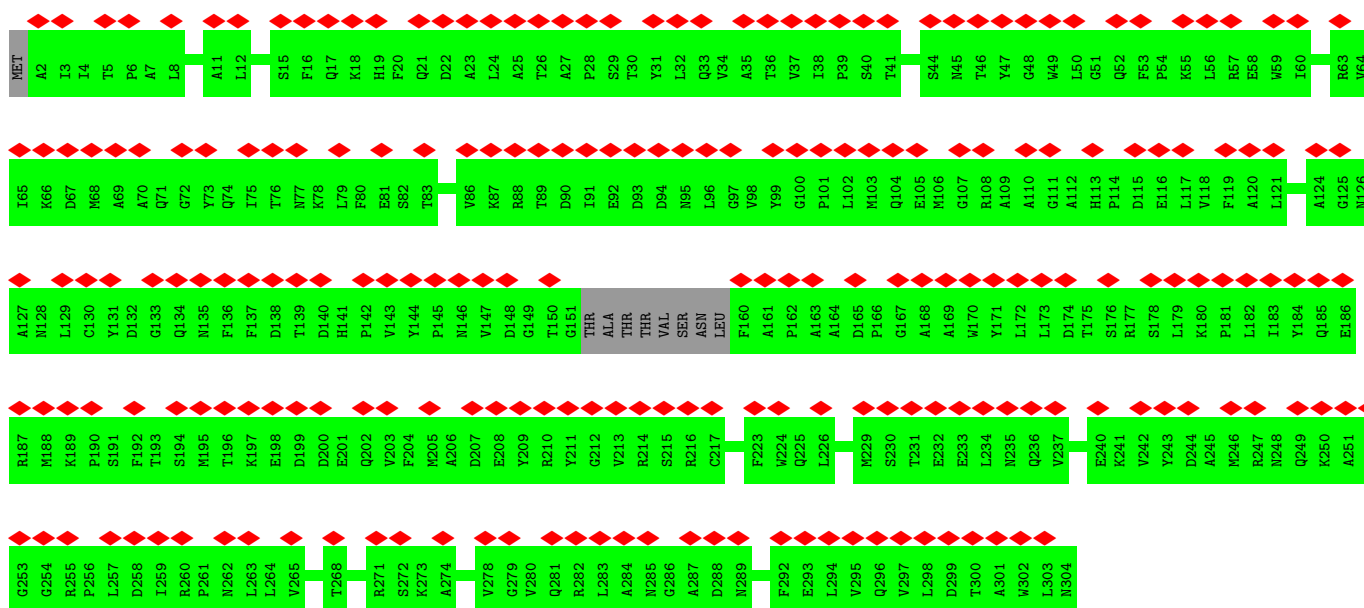 MET A2 I3 I4 T5 P6 A7 L8 A11 L12 S15 F16 Q17 K18 H19 F20 Q21 D22 A23 L24 A25 T26 A27 P28 S29 T30 Y31 L32 Q33 V34 A35 T36 V37 I38 P39 S40 T41 S44 N45 T46 Y47 G48 W49 L50 G51 Q52 F53 P54 K55 L56 R57 E58 W59 I60 R63 V64
I65 K66 D67 M68 A69 A70 Q71 G72 Y73 Q74 I75 T76 N77 K78 L79 F80 E81 S82 T83 V86 K87 R88 T89 D90 I91 E92 D93 D94 N95 L96 G97 V98 Y99 G100 P101 L102 M103 Q104 E105 M106 G107 R108 A109 A110 G111 A112 H113 P114 D115 E116 L117 V118 F119 A120 L121 A124 G125 N126
A127 N128 L129 C130 Y131 D132 G133 Q134 N135 F136 F137 D138 T139 D140 H141 P142 V143 Y144 P145 N146 V147 D148 G149 T150 G151 THR ALA THR THR VAL SER ASN LEU F160 A161 P162 A163 A164 D165 P166 G167 A168 A169 W170 Y171 L172 L173 D174 T175 S176 R177 S178 L179 K180 P181 L182 I183 Y184 Q185 E186
R187 M188 K189 P190 S191 F192 T193 S194 M195 T196 K197 E198 D199 D200 E201 Q202 V203 F204 M205 A206 D207 E208 Y209 R210 Y211 G212 V213 R214 S215 R216 C217 F223 W224 Q225 L226 M229 S230 T231 E232 E233 L234 N235 Q236 V237 E240 K241 V242 Y243 D244 A245 M246 R247 N248 Q249 K250 A251
G253 G254 R255 P256 L257 D258 I259 R260 P261 N262 L263 L264 V265 T268 R271 S272 K273 A274 V278 G279 V280 Q281 R282 L283 A284 N285 G286 A287 D288 N289 F292 E293 L294 V295 Q296 V297 L298 D299 T300 A301 W302 L303 N304